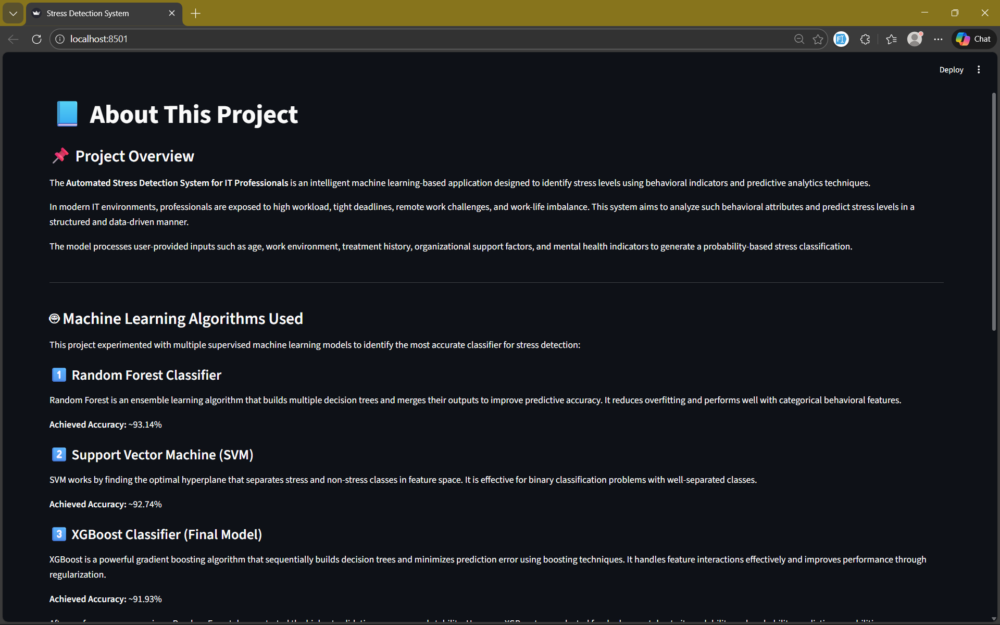 Stress Detection System
localhost:8501
Chat
Deploy
About This Project
Project Overview
The Automated Stress Detection System for IT Professionals is an intelligent machine learning-based application designed to identify stress levels using behavioral indicators and predictive analytics techniques.
In modern IT environments, professionals are exposed to high workload, tight deadlines, remote work challenges, and work-life imbalance. This system aims to analyze such behavioral attributes and predict stress levels in a
structured and data-driven manner.
The model processes user-provided inputs such as age, work environment, treatment history, organizational support factors, and mental health indicators to generate a probability-based stress classification.
Machine Learning Algorithms Used
This project experimented with multiple supervised machine learning models to identify the most accurate classifier for stress detection:
1 Random Forest Classifier
Random Forest is an ensemble learning algorithm that builds multiple decision trees and merges their outputs to improve predictive accuracy. It reduces overfitting and performs well with categorical behavioral features.
Achieved Accuracy: ~93.14%
2 Support Vector Machine (SVM)
SVM works by finding the optimal hyperplane that separates stress and non-stress classes in feature space. It is effective for binary classification problems with well-separated classes.
Achieved Accuracy: ~92.74%
3 XGBoost Classifier (Final Model)
XGBoost is a powerful gradient boosting algorithm that sequentially builds decision trees and minimizes prediction error using boosting techniques. It handles feature interactions effectively and improves performance through
regularization.
Achieved Accuracy: ~91.93%